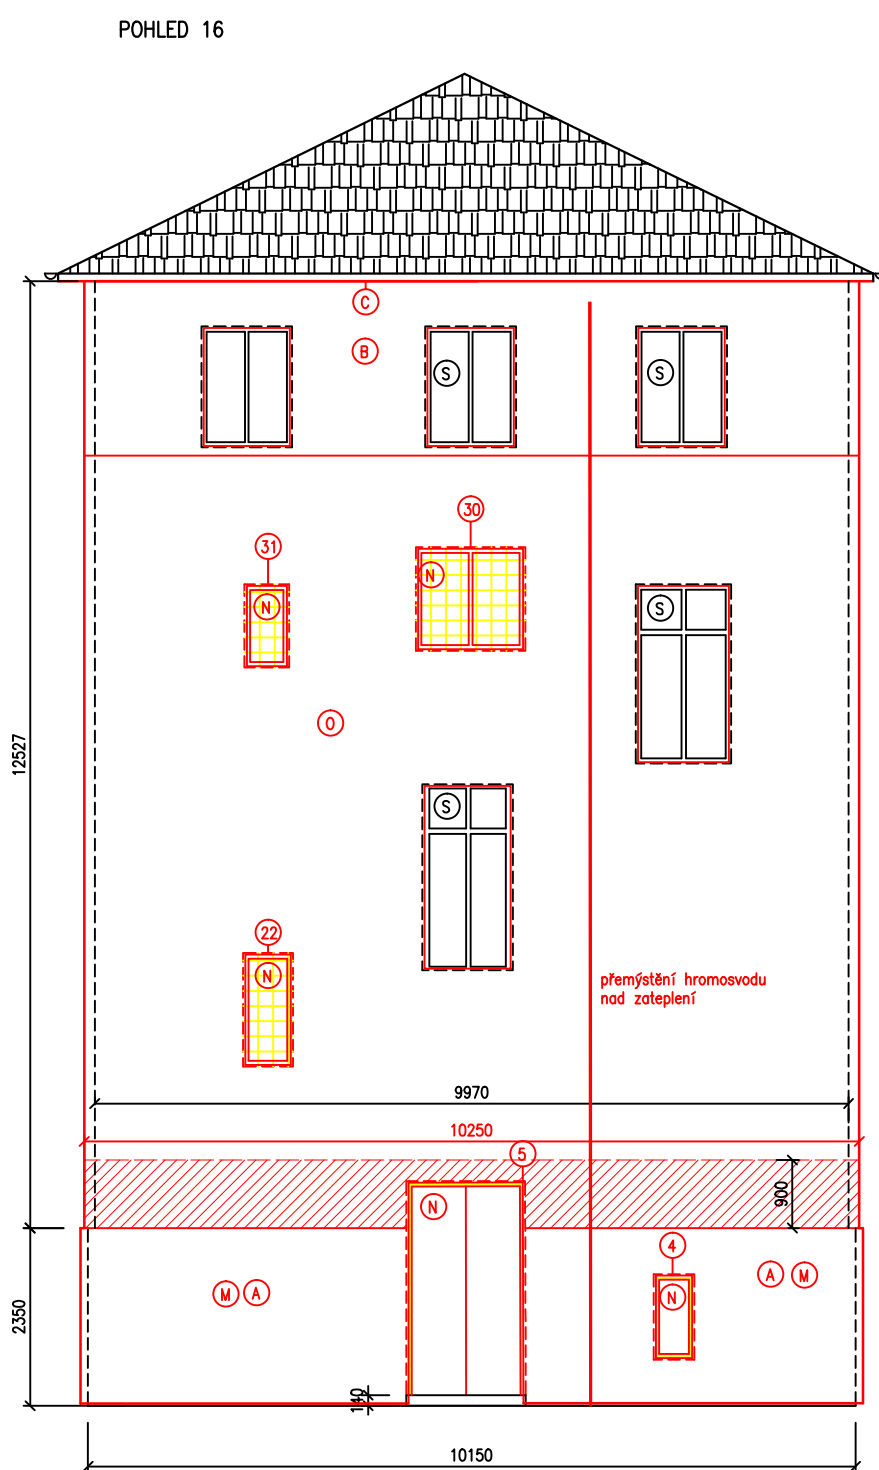 POHLED 16
C
B
S
S
30
31
N
N
S
O
12527
S
22
N
přemýstění hromosvodu
nad zateplení
9970
10250
5
900
N
4
A M
M A
N
2350
140
10150